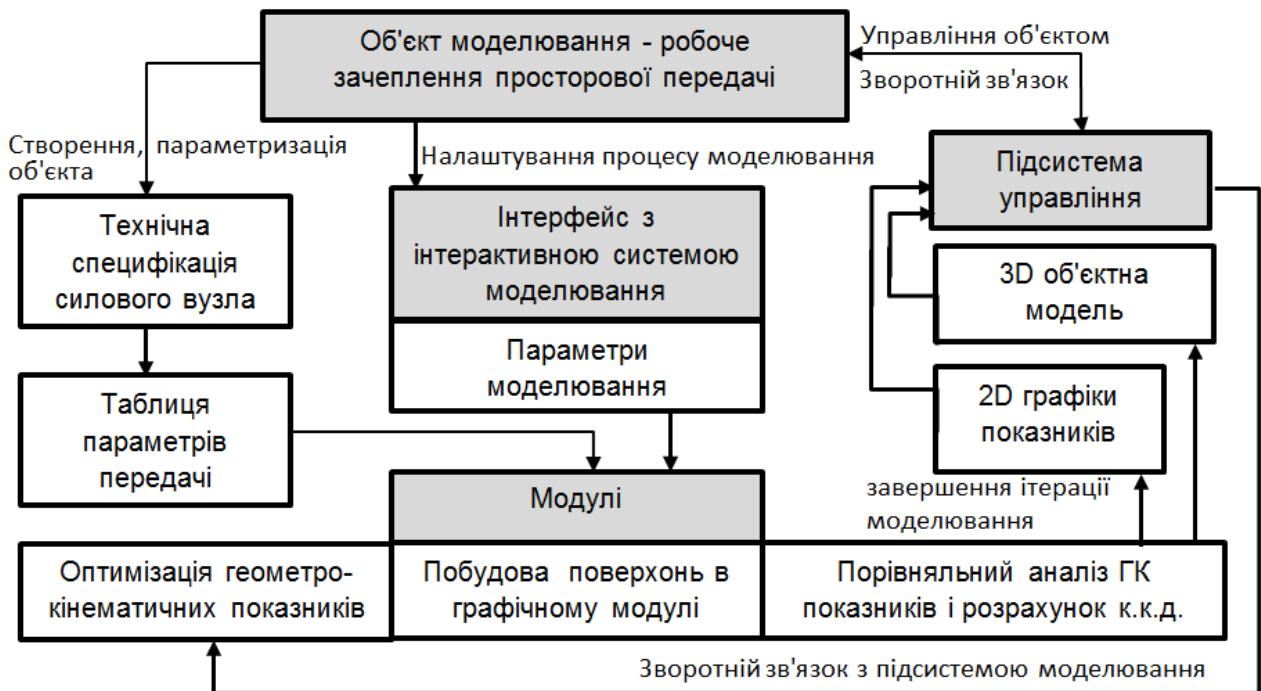 Об'єкт моделювання - робоче
зачеплення просторової передачі
Управління об'єктом
Зворотній зв'язок
Створення, параметризація
об'єкта
Налаштування процесу моделювання
Підсистема
управління
Технічна
специфікація
силового вузла
Інтерфейс з
інтерактивною системою
моделювання
3D об'єктна
модель
Параметри
моделювання
Таблиця
параметрів
передачі
2D графіки
показників
Модулі
завершення ітерації
моделювання
Оптимізація геометро-
кінематичних показників
Побудова поверхонь в
графічному модулі
Порівняльний аналіз ГК
показників і розрахунок к.к.д.
Зворотній зв'язок з підсистемою моделювання